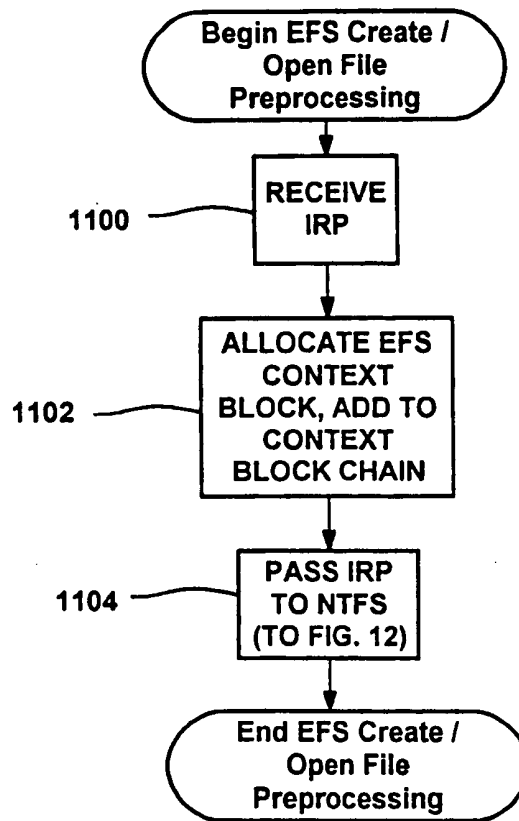 Begin EFS Create /
Open File
Preprocessing
RECEIVE
IRP
1100
ALLOCATE EFS
CONTEXT
BLOCK, ADD TO
CONTEXT
BLOCK CHAIN
1102
PASS IRP
TO NTFS
(TO FIG. 12)
1104
End EFS Create /
Open File
Preprocessing